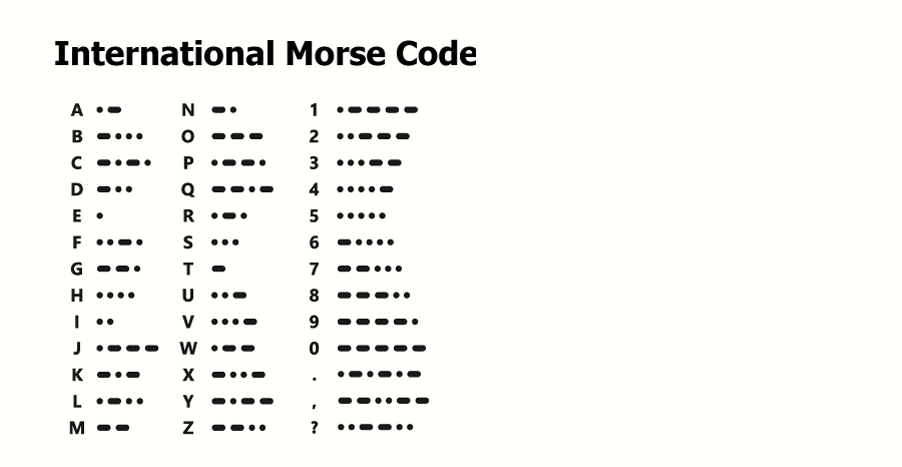 International Morse Code
A •– N –• 1 •––––
B –••• O ––– 2 ••–––
C –•–• P •––• 3 •••––
D –•• Q ––•– 4 ••••–
E • R •–• 5 •••••
F ••–• S ••• 6 –••••
G ––• T – 7 ––•••
H •••• U ••– 8 –––••
I •• V •••– 9 ––––•
J •––– W •–– 0 –––––
K –•– X –••– . •–•–•–
L •–•• Y –•–– , ––••––
M –– Z ––•• ? ••––••